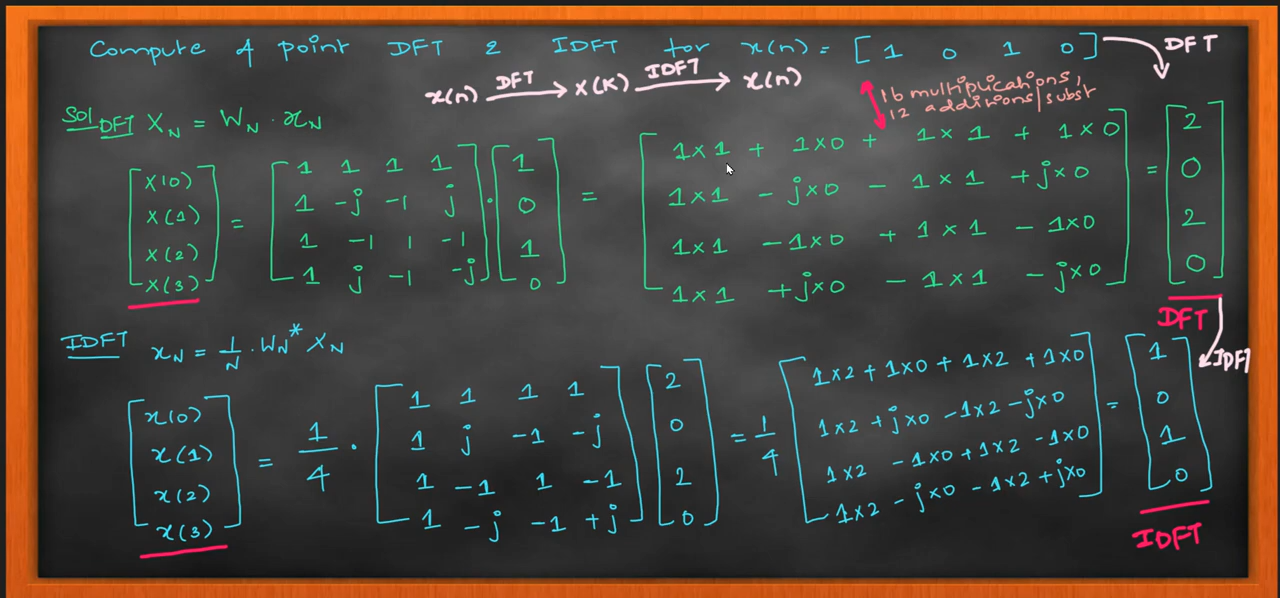 Compute 4 point DFT & IDFT for x(n) = [ 1 0 1 0 ] DFT
x(n) DFT → X(K) IDFT → x(n)
16 multiplications,
12 additions/subst
Sol DFT X_N = W_N . x_N
[X(0) X(1) X(2) X(3)] = [1 1 1 1; 1 -j -1 j; 1 -1 1 -1; 1 j -1 -j] . [1 0 1 0] =
1×1 + 1×0 + 1×1 + 1×0
1×1 - j×0 - 1×1 + j×0
1×1 - 1×0 + 1×1 - 1×0
1×1 + j×0 - 1×1 - j×0
= [2 0 2 0]
DFT
IDFT
IDFT x_N = 1/N . W_N* X_N
[x(0) x(1) x(2) x(3)] = 1/4 . [1 1 1 1; 1 j -1 -j; 1 -1 1 -1; 1 -j -1 +j] [2 0 2 0] = 1/4
1×2 + 1×0 + 1×2 + 1×0
1×2 + j×0 - 1×2 - j×0
1×2 - 1×0 + 1×2 - 1×0
1×2 - j×0 - 1×2 + j×0
= [1 0 1 0]
IDFT